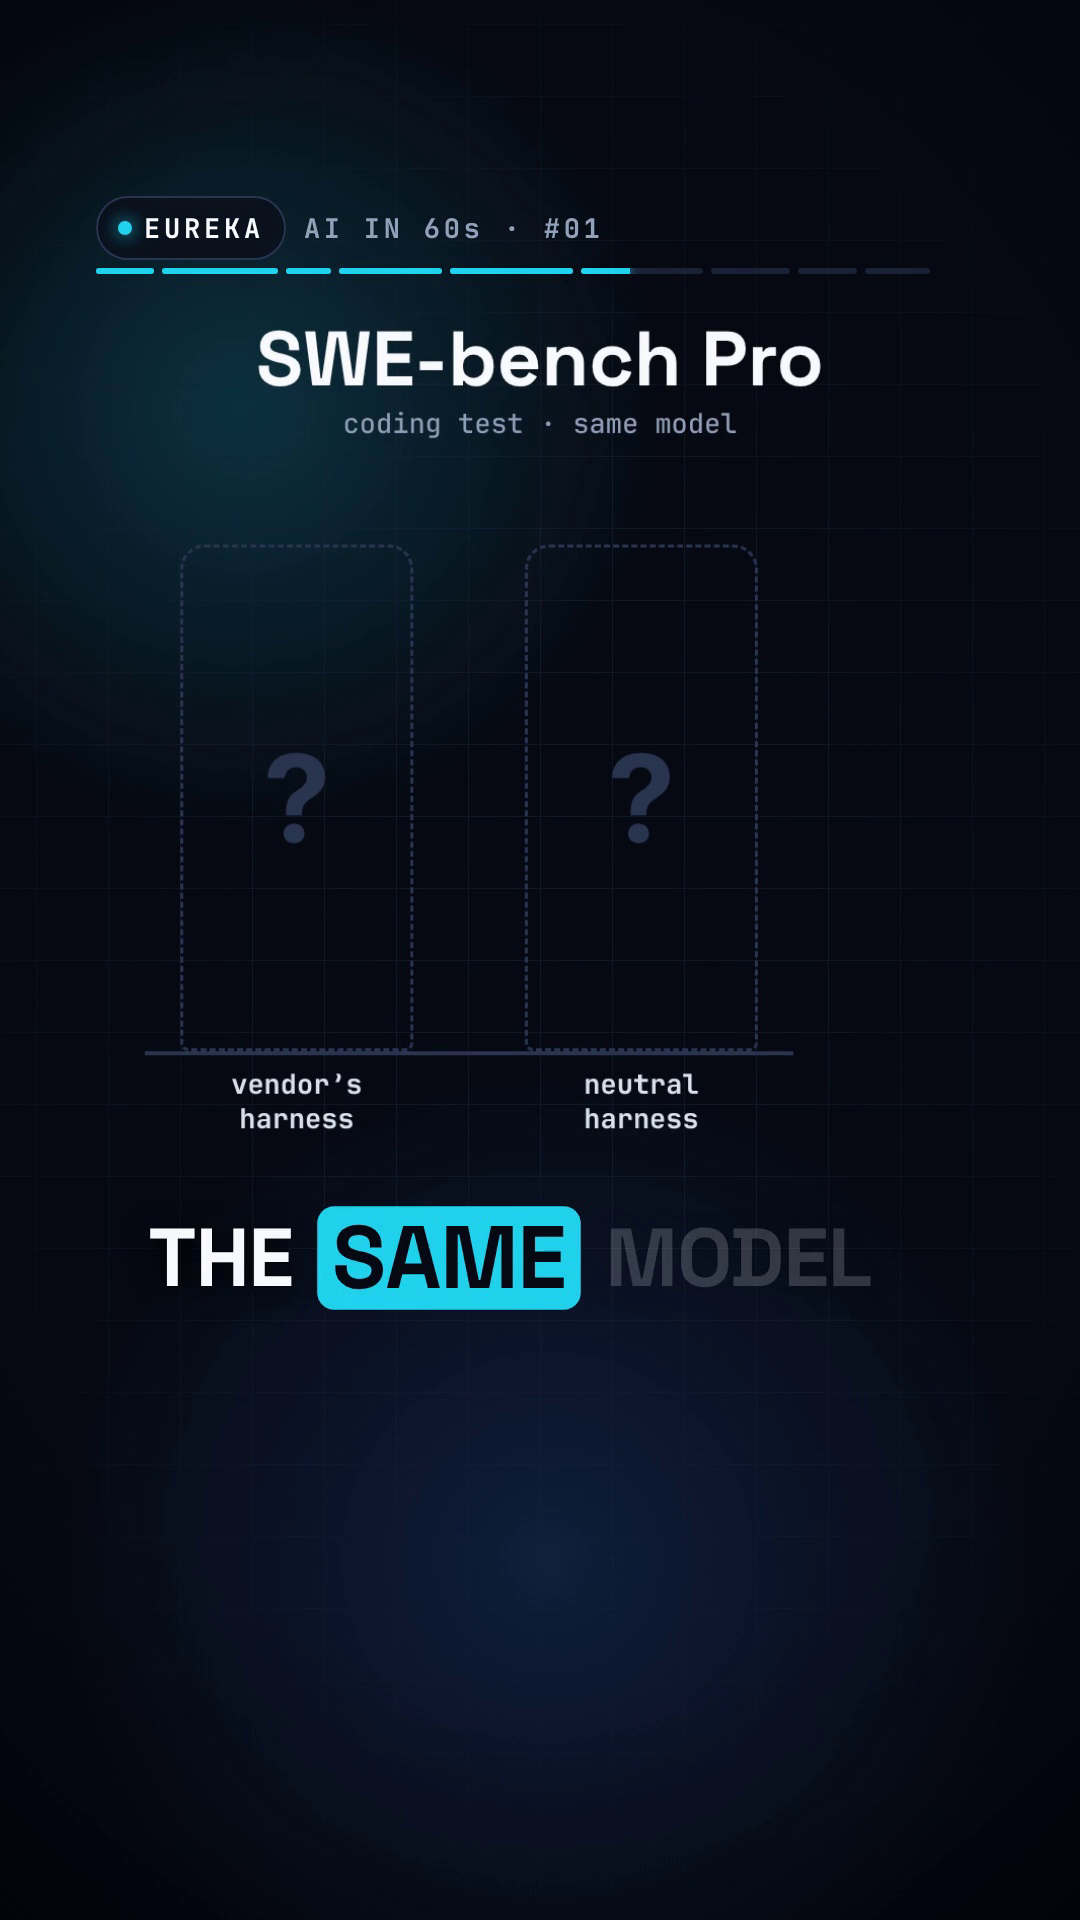 EUREKA AI IN 60s · #01
SWE-bench Pro
coding test · same model
? ?
vendor’s neutral
harness harness
THE SAME MODEL